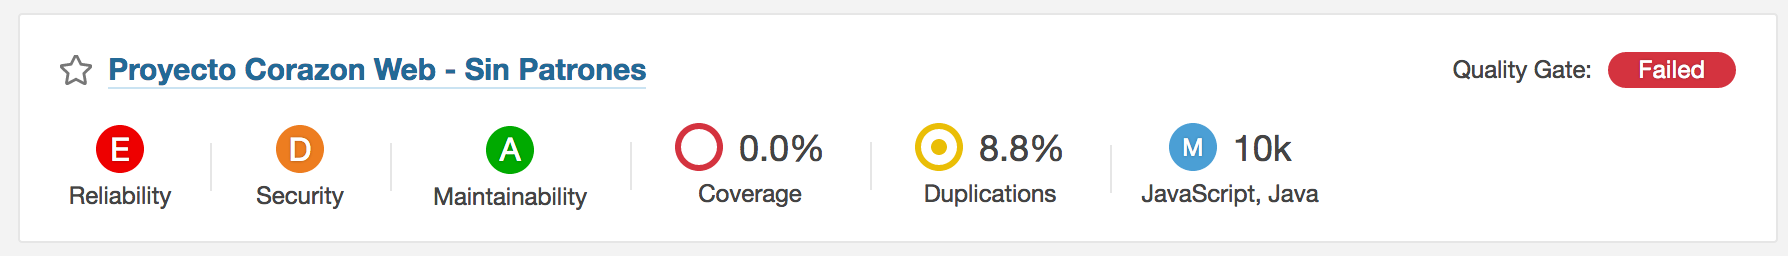 Proyecto Corazon Web - Sin Patrones
Quality Gate: Failed
E D A 0.0% 8.8% M 10k
Reliability Security Maintainability Coverage Duplications JavaScript, Java